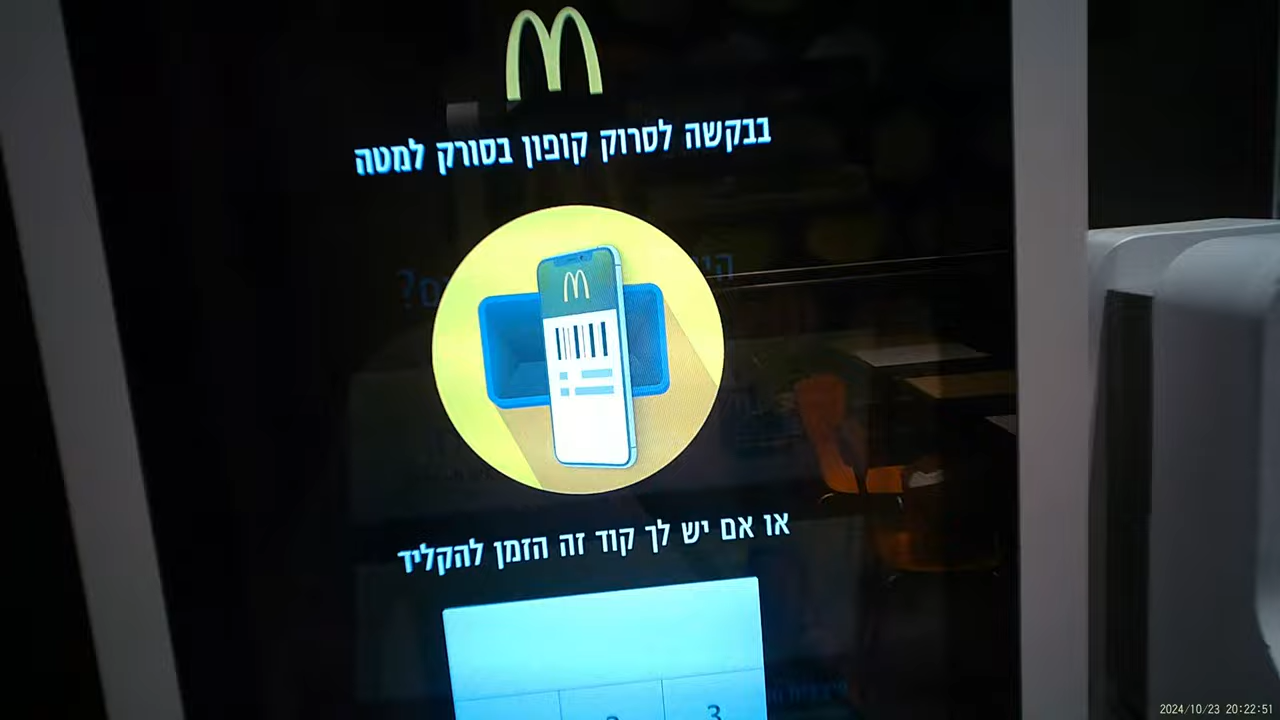 בבקשה לסרוק קופון בסורק למטה
או אם יש לך קוד זה הזמן להקליד
3
2024/10/23 20:22:51